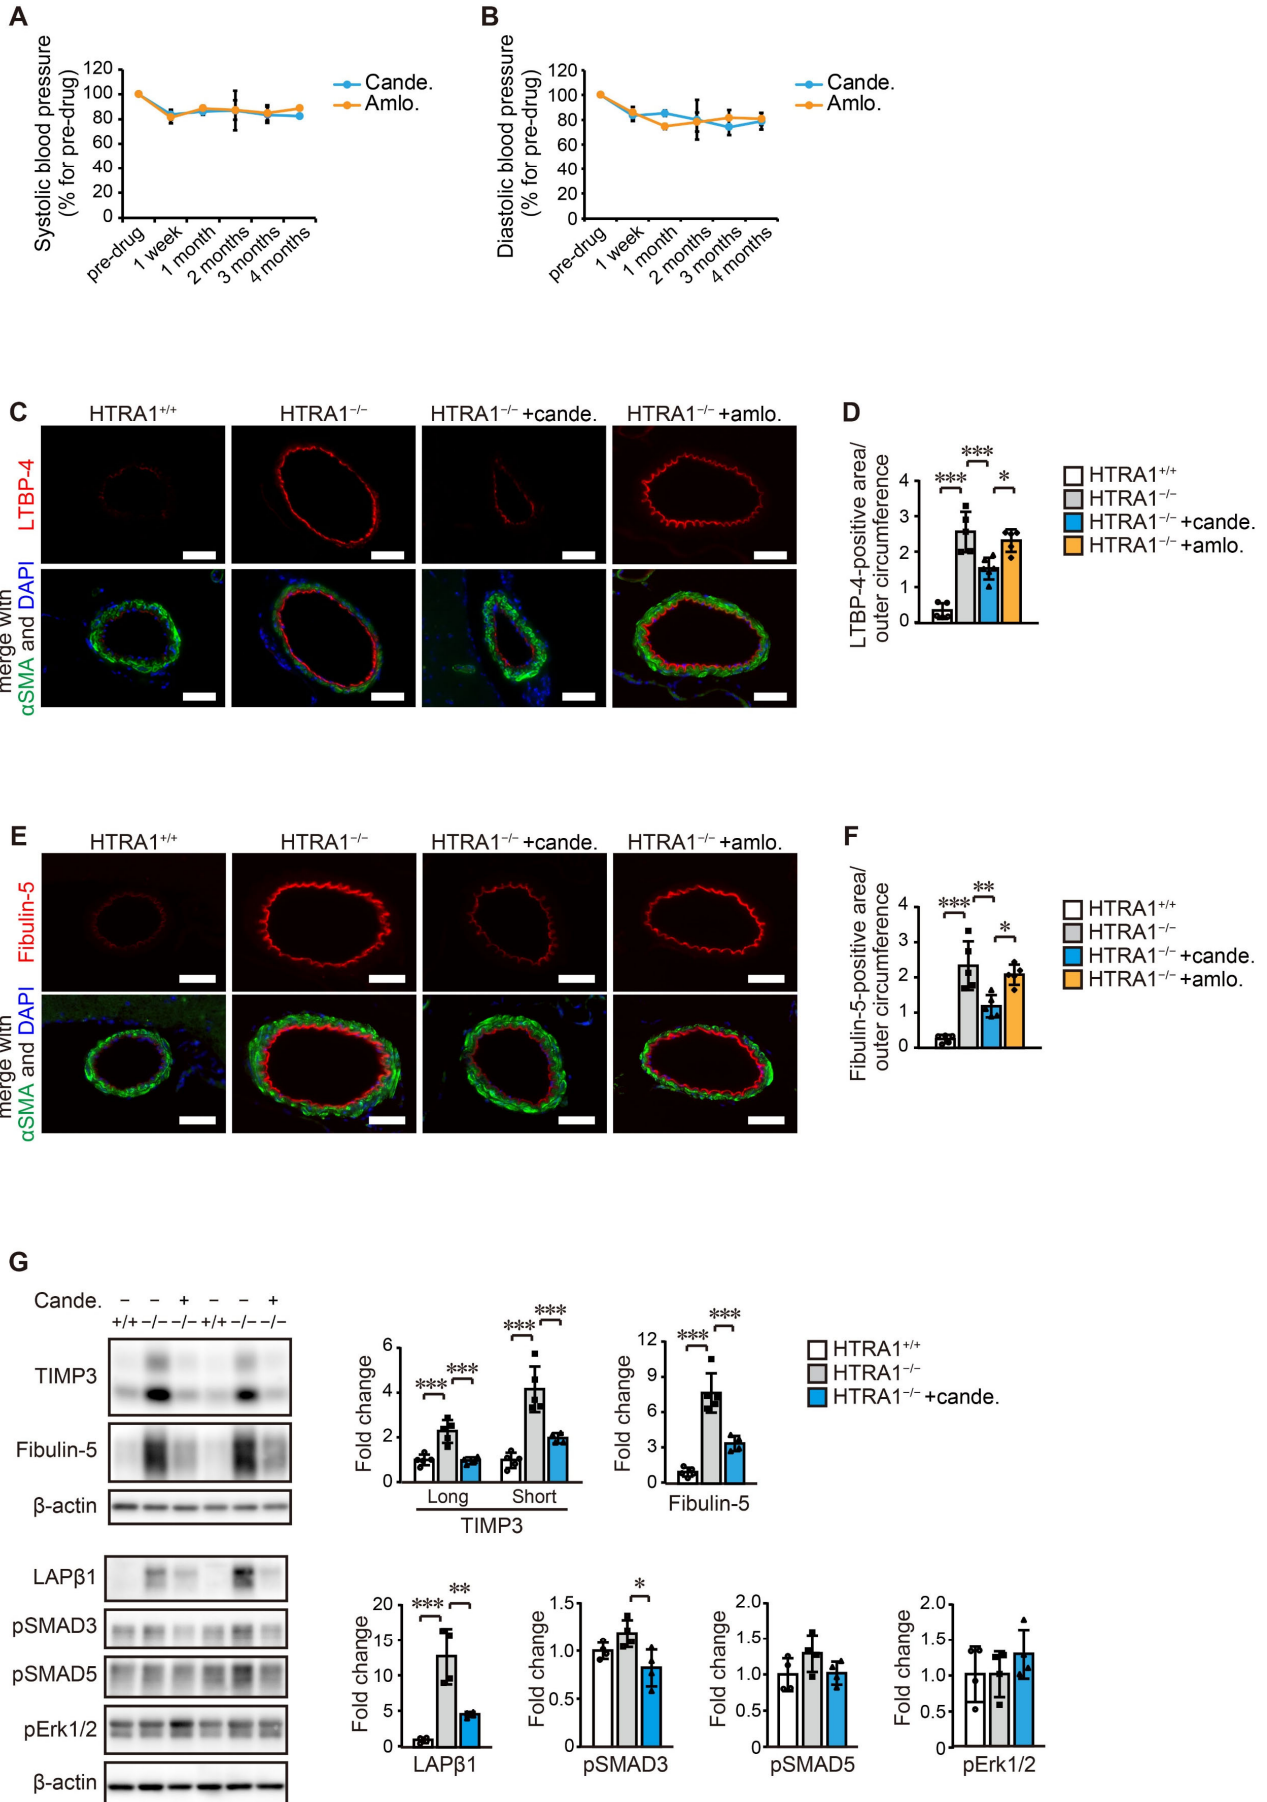 A
Systolic blood pressure
(% for pre-drug)
120
100
80
60
40
20
0
pre-drug
1 week
1 month
2 months
3 months
4 months
Cande.
Amlo.
B
Diastolic blood pressure
(% for pre-drug)
120
100
80
60
40
20
0
pre-drug
1 week
1 month
2 months
3 months
4 months
Cande.
Amlo.
C
HTRA1+/+
HTRA1−/−
HTRA1−/− +cande.
HTRA1−/− +amlo.
LTBP-4
merge with
αSMA and DAPI
D
LTBP-4-positive area/
outer circumference
4
3
2
1
0
***
***
*
HTRA1+/+
HTRA1−/−
HTRA1−/− +cande.
HTRA1−/− +amlo.
E
HTRA1+/+
HTRA1−/−
HTRA1−/− +cande.
HTRA1−/− +amlo.
Fibulin-5
merge with
αSMA and DAPI
F
Fibulin-5-positive area/
outer circumference
4
3
2
1
0
***
**
*
HTRA1+/+
HTRA1−/−
HTRA1−/− +cande.
HTRA1−/− +amlo.
G
Cande. − − + − − +
+/+ −/− −/− +/+ −/− −/−
TIMP3
Fibulin-5
β-actin
LAPβ1
pSMAD3
pSMAD5
pErk1/2
β-actin
Fold change
6
4
2
0
***
***
***
***
Long Short
TIMP3
Fold change
12
9
6
3
0
***
***
Fibulin-5
HTRA1+/+
HTRA1−/−
HTRA1−/− +cande.
Fold change
20
15
10
5
0
***
**
LAPβ1
Fold change
1.5
1.0
0.5
0
*
pSMAD3
Fold change
2.0
1.5
1.0
0.5
0
pSMAD5
Fold change
2.0
1.5
1.0
0.5
0
pErk1/2